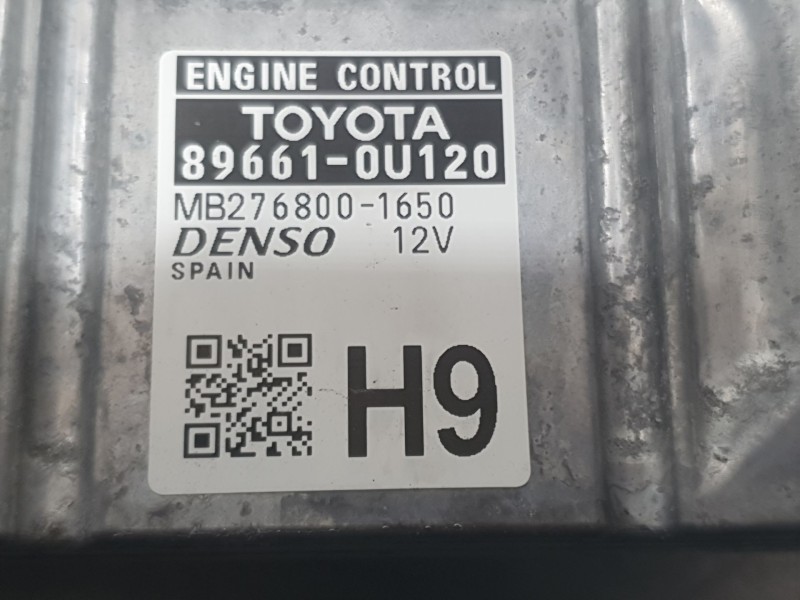 ENGINE CONTROL
TOYOTA
89661-0U120
MB276800-1650
DENSO 12V
SPAIN
H9